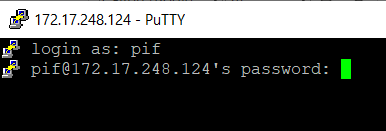 172.17.248.124 - PuTTY
login as: pif
pif@172.17.248.124's password: